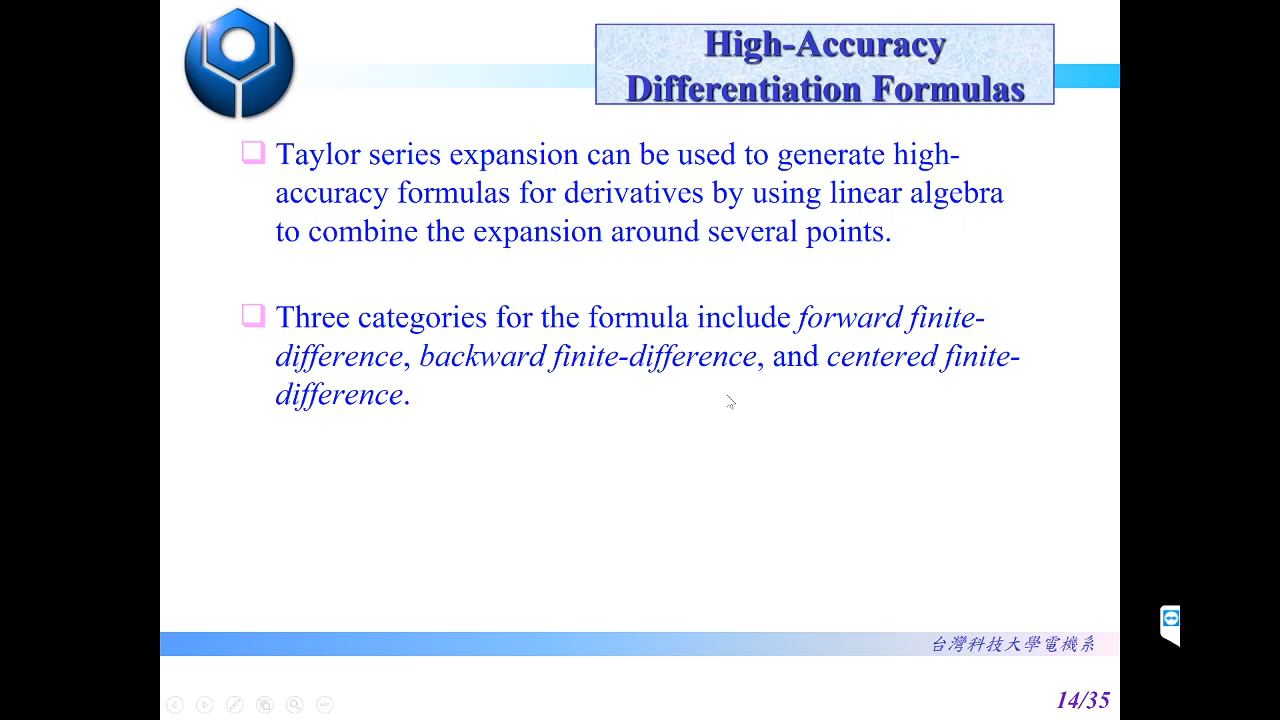 High-Accuracy
Differentiation Formulas
Taylor series expansion can be used to generate high-
accuracy formulas for derivatives by using linear algebra
to combine the expansion around several points.
Three categories for the formula include forward finite-
difference, backward finite-difference, and centered finite-
difference.
台灣科技大學電機系
14/35